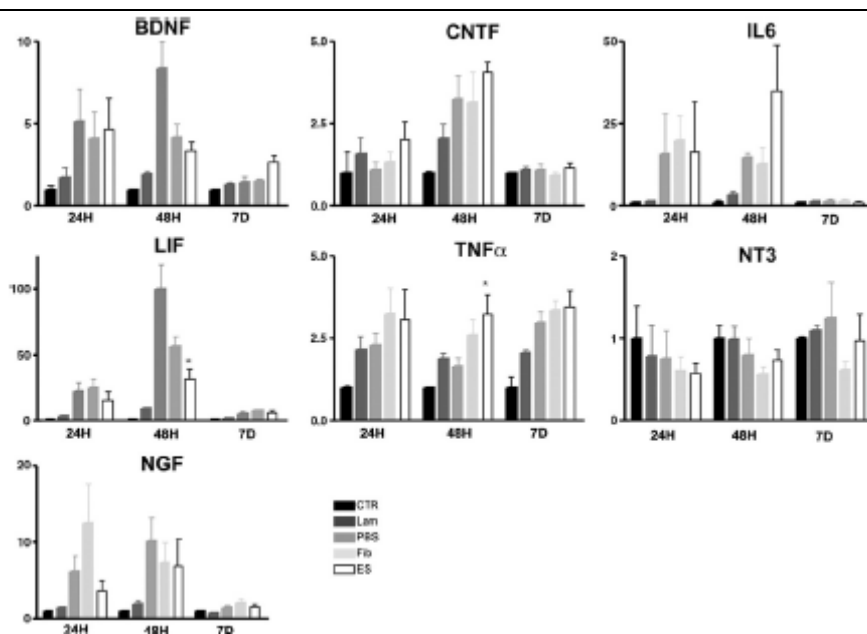 BDNF
10
5
0
24H 48H 7D
CNTF
5.0
2.5
0.0
24H 48H 7D
IL6
50
25
0
24H 48H 7D
LIF
100
50
0
24H 48H 7D
TNFα
5.0
2.5
0.0
*
24H 48H 7D
NT3
2
1
0
24H 48H 7D
NGF
20
10
0
24H 48H 7D
CTR
Lam
PBS
Fib
ES